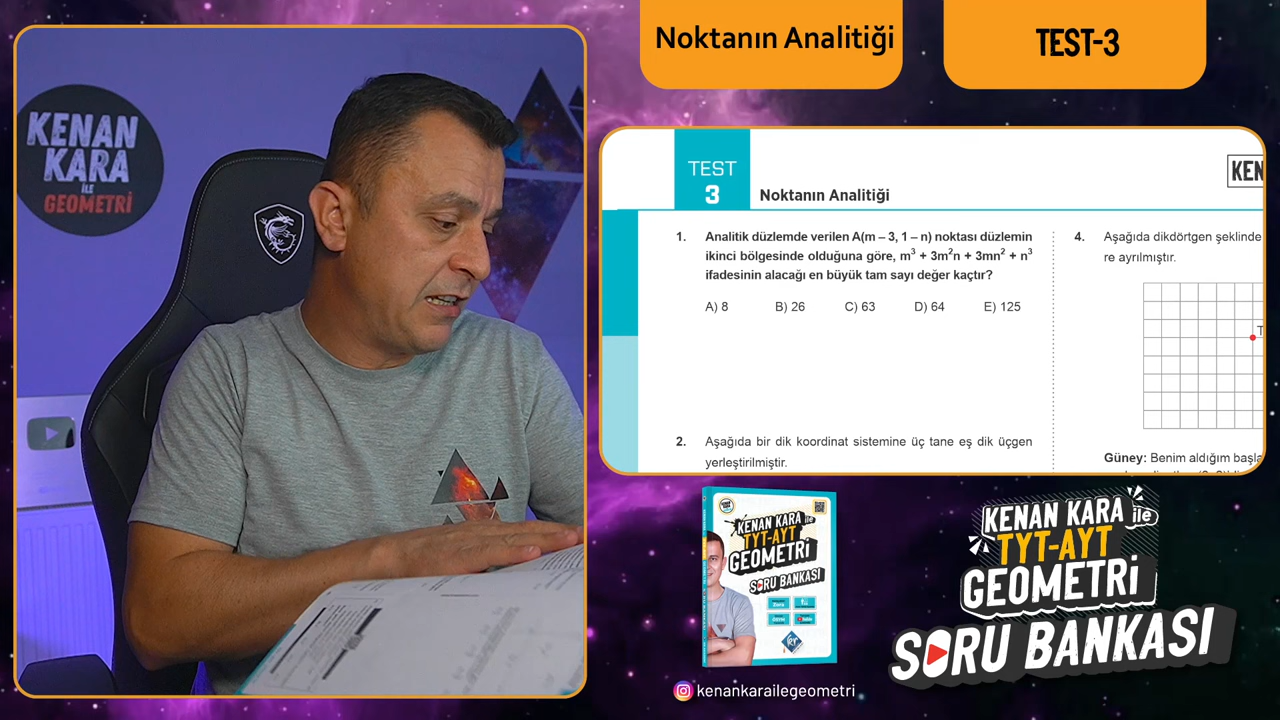 Noktanın Analitiği
TEST-3
KENAN
KARA
İLE
GEOMETRİ
TEST
3
Noktanın Analitiği
KEN
1. Analitik düzlemde verilen A(m – 3, 1 – n) noktası düzlemin
ikinci bölgesinde olduğuna göre, m³ + 3m²n + 3mn² + n³
ifadesinin alacağı en büyük tam sayı değer kaçtır?
A) 8 B) 26 C) 63 D) 64 E) 125
2. Aşağıda bir dik koordinat sistemine üç tane eş dik üçgen
yerleştirilmiştir.
4. Aşağıda dikdörtgen şeklinde
re ayrılmıştır.
T
Güney: Benim aldığım başla
KENAN KARA ile
TYT-AYT
GEOMETRİ
SORU BANKASI
KENAN KARA ile
TYT-AYT
GEOMETRİ
SORU BANKASI
kenankarailegeometri